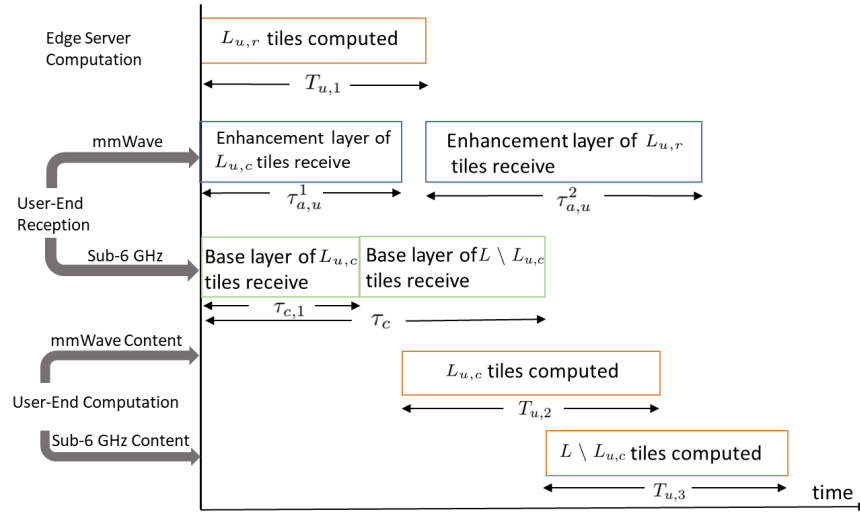 Edge Server
Computation
L_{u,r} tiles computed
T_{u,1}
mmWave
Enhancement layer of
L_{u,c} tiles receive
Enhancement layer of L_{u,r}
tiles receive
τ^1_{a,u}
τ^2_{a,u}
User-End
Reception
Sub-6 GHz
Base layer of L_{u,c}
tiles receive
Base layer of L \ L_{u,c}
tiles receive
τ_{c,1}
τ_c
mmWave Content
L_{u,c} tiles computed
T_{u,2}
User-End Computation
Sub-6 GHz Content
L \ L_{u,c} tiles computed
T_{u,3}
time